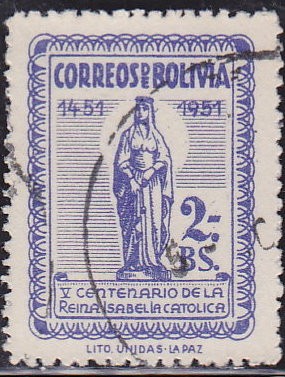 CORREOS DE BOLIVIA
1451 1951
2.-
BS.
V CENTENARIO DE LA
REINA ISABEL LA CATOLICA
LITO. UNIDAS - LA PAZ